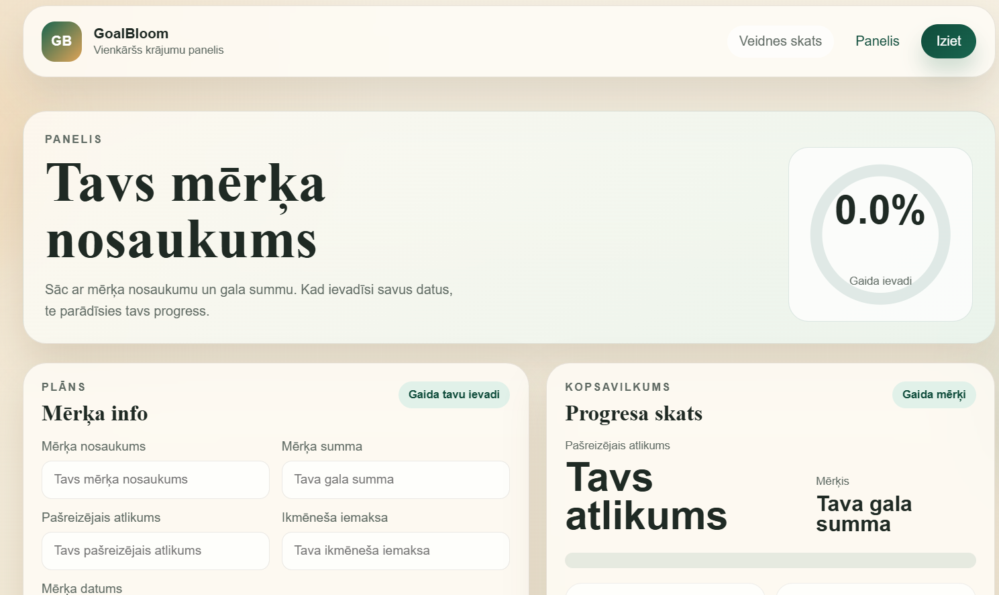 GB
GoalBloom
Vienkāršs krājumu panelis
Veidnes skats
Panelis
Iziet
PANELIS
Tavs mērķa
nosaukums
Sāc ar mērķa nosaukumu un gala summu. Kad ievadīsi savus datus,
te parādīsies tavs progress.
0.0%
Gaida ievadi
PLĀNS
Mērķa info
Gaida tavu ievadi
Mērķa nosaukums
Mērķa summa
Tavs mērķa nosaukums
Tava gala summa
Pašreizējais atlikums
Ikmēneša iemaksa
Tavs pašreizējais atlikums
Tava ikmēneša iemaksa
Mērķa datums
KOPSAVILKUMS
Progresa skats
Gaida mērķi
Pašreizējais atlikums
Tavs
atlikums
Mērķis
Tava gala
summa